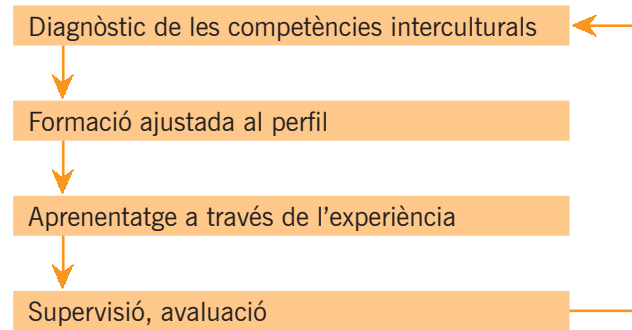 Diagnòstic de les competències interculturals
Formació ajustada al perfil
Aprenentatge a través de l’experiència
Supervisió, avaluació